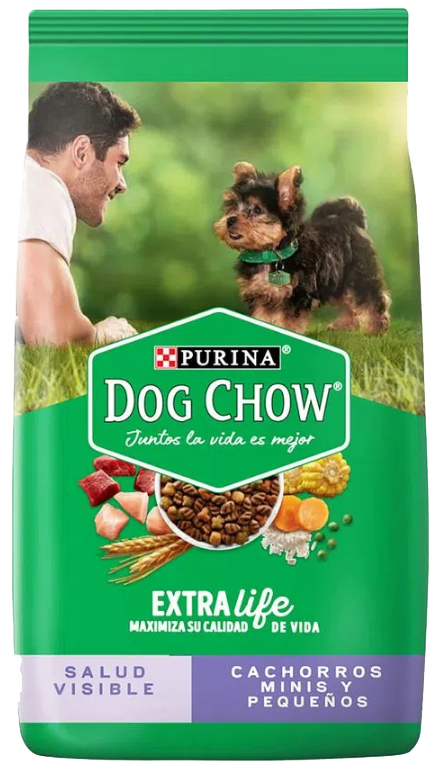 PURINA®
DOG CHOW®
Juntos la vida es mejor
EXTRA life
MAXIMIZA SU CALIDAD DE VIDA
SALUD
VISIBLE
CACHORROS
MINIS Y
PEQUEÑOS